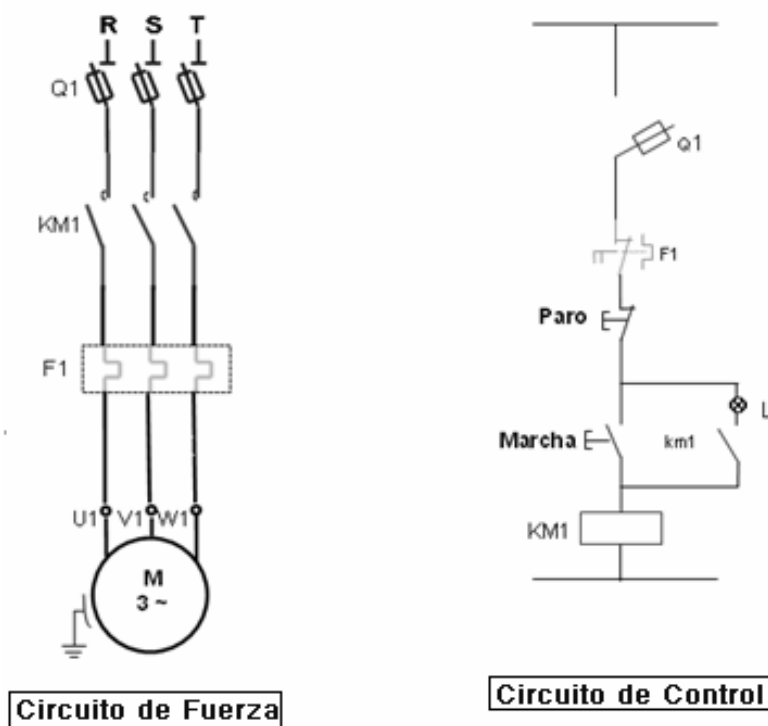 R S T
Q1
KM1
F1
U1 V1 W1
M
3 ~
Circuito de Fuerza
Q1
F1
Paro
L
Marcha
km1
KM1
Circuito de Control